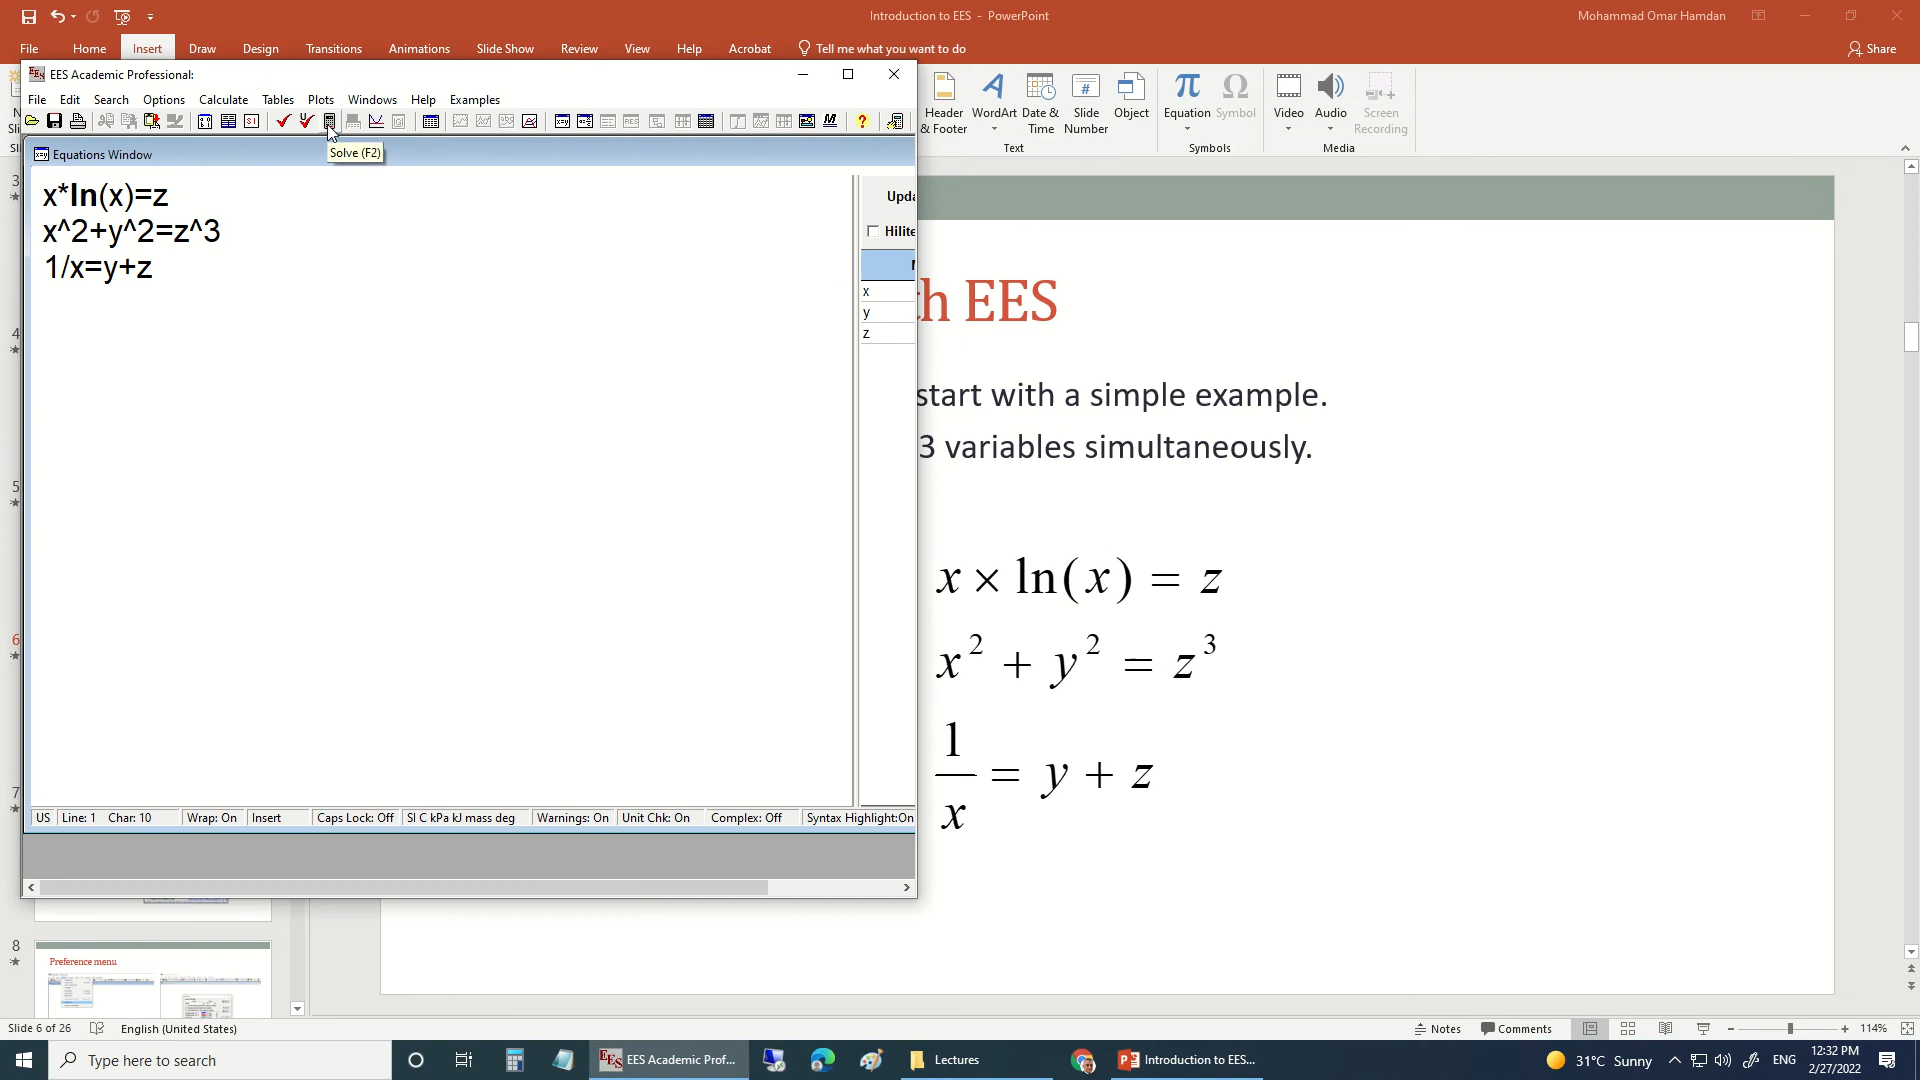 Introduction to EES - PowerPoint
Mohammad Omar Hamdan
File Home Insert Draw Design Transitions Animations Slide Show Review View Help Acrobat Tell me what you want to do Share
EES Academic Professional:
File Edit Search Options Calculate Tables Plots Windows Help Examples
Header & Footer
WordArt
Date & Time
Slide Number
Object
Equation
Symbol
Video
Audio
Screen Recording
Text
Symbols
Media
Equations Window
Solve (F2)
x*ln(x)=z
x^2+y^2=z^3
1/x=y+z
Hilite
x
y
z
EES
start with a simple example.
3 variables simultaneously.
x × ln(x) = z
x² + y² = z³
1/x = y + z
3
4
5
6
7
8
Preference menu
US Line: 1 Char: 10 Wrap: On Insert Caps Lock: Off SI C kPa kJ mass deg Warnings: On Unit Chk: On Complex: Off Syntax Highlight:On
Slide 6 of 26 English (United States) Notes Comments 114%
Type here to search
EES Academic Prof...
Lectures
Introduction to EES...
31°C Sunny
ENG
12:32 PM
2/27/2022